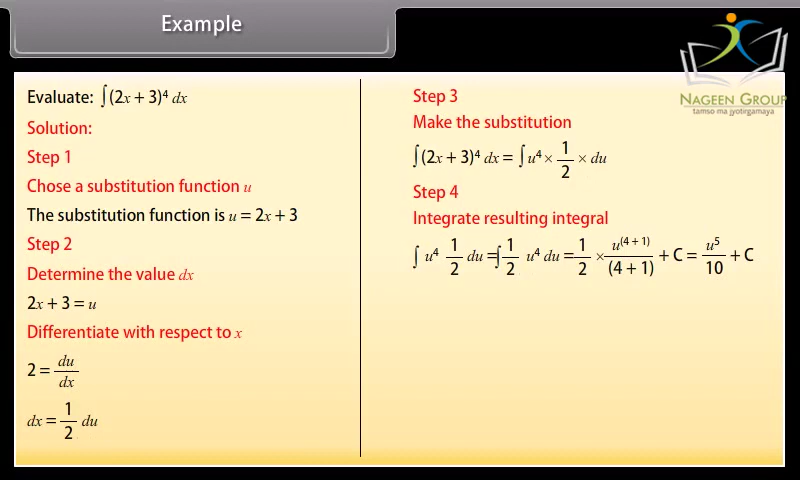 Example
NAGEEN GROUP
tamso ma jyotirgamaya
Evaluate: ∫(2x + 3)⁴ dx
Solution:
Step 1
Chose a substitution function u
The substitution function is u = 2x + 3
Step 2
Determine the value dx
2x + 3 = u
Differentiate with respect to x
2 = du/dx
dx = 1/2 du
Step 3
Make the substitution
∫(2x + 3)⁴ dx = ∫u⁴ × 1/2 × du
Step 4
Integrate resulting integral
∫ u⁴ 1/2 du = ∫ 1/2 u⁴ du = 1/2 × u⁽⁴ ⁺ ¹⁾/(4 + 1) + C = u⁵/10 + C